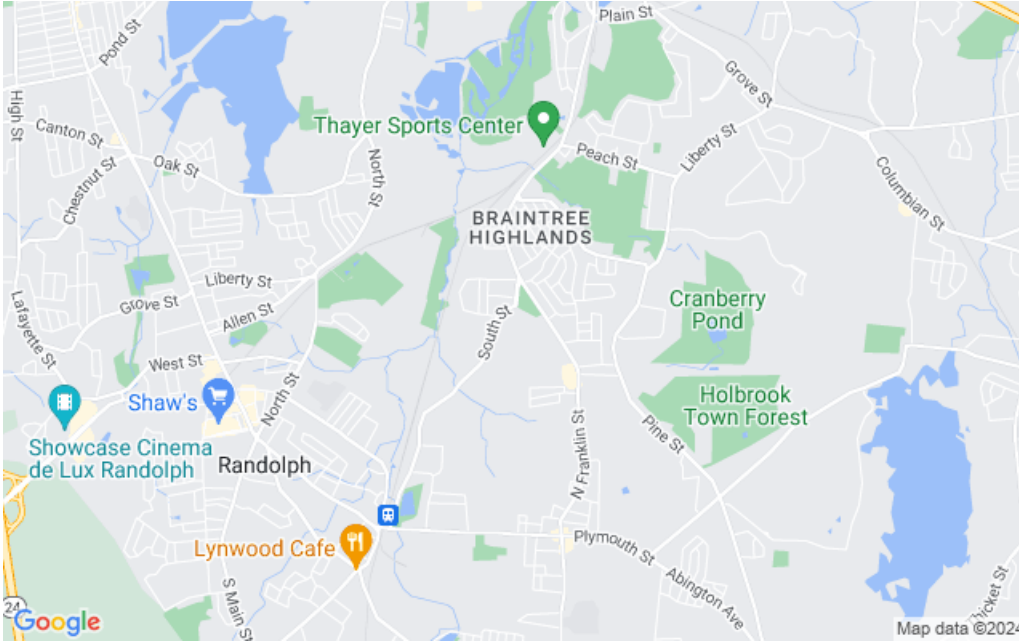 Plain St
Pond St
Grove St
High St
Thayer Sports Center
Canton St
Liberty St
Peach St
Oak St
North St
Columbian St
Chestnut St
BRAINTREE
HIGHLANDS
Liberty St
Lafayette St
Grove St
Allen St
Cranberry
Pond
South St
West St
Shaw's
North St
Holbrook
Town Forest
Showcase Cinema
de Lux Randolph
Randolph
Pine St
N Franklin St
Lynwood Cafe
Plymouth St
S Main St
Abington Ave
24
Google
Map data ©2024